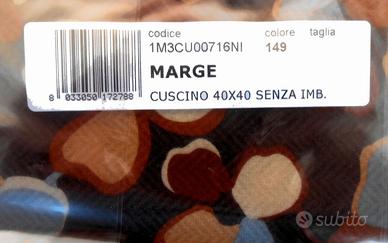 codice colore taglia
1M3CU00716NI 149
MARGE
8 033050 172788
CUSCINO 40X40 SENZA IMB.
subito